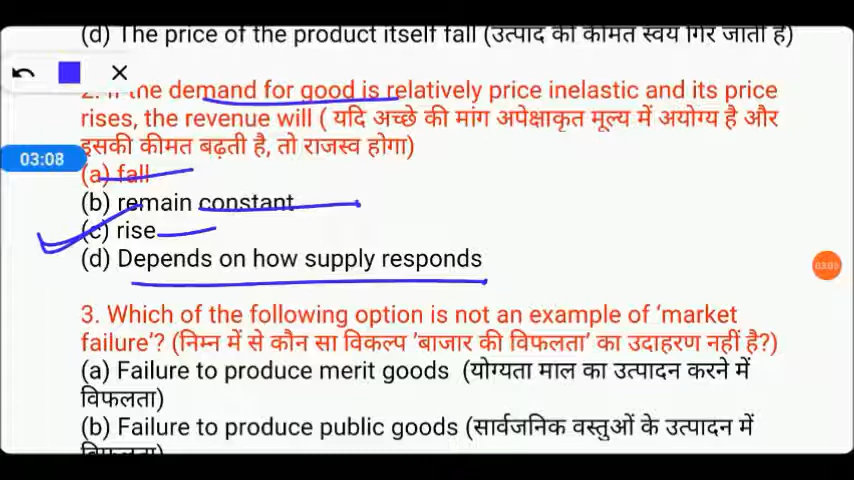 (d) The price of the product itself fall (उत्पाद की कीमत स्वयं गिर जाती है)
2. If the demand for good is relatively price inelastic and its price
rises, the revenue will ( यदि अच्छे की मांग अपेक्षाकृत मूल्य में अयोग्य है और
इसकी कीमत बढ़ती है, तो राजस्व होगा)
03:08
(a) fall
(b) remain constant
(c) rise
(d) Depends on how supply responds
03:05
3. Which of the following option is not an example of ‘market
failure’? (निम्न में से कौन सा विकल्प ’बाजार की विफलता’ का उदाहरण नहीं है?)
(a) Failure to produce merit goods (योग्यता माल का उत्पादन करने में
विफलता)
(b) Failure to produce public goods (सार्वजनिक वस्तुओं के उत्पादन में
विफलता)